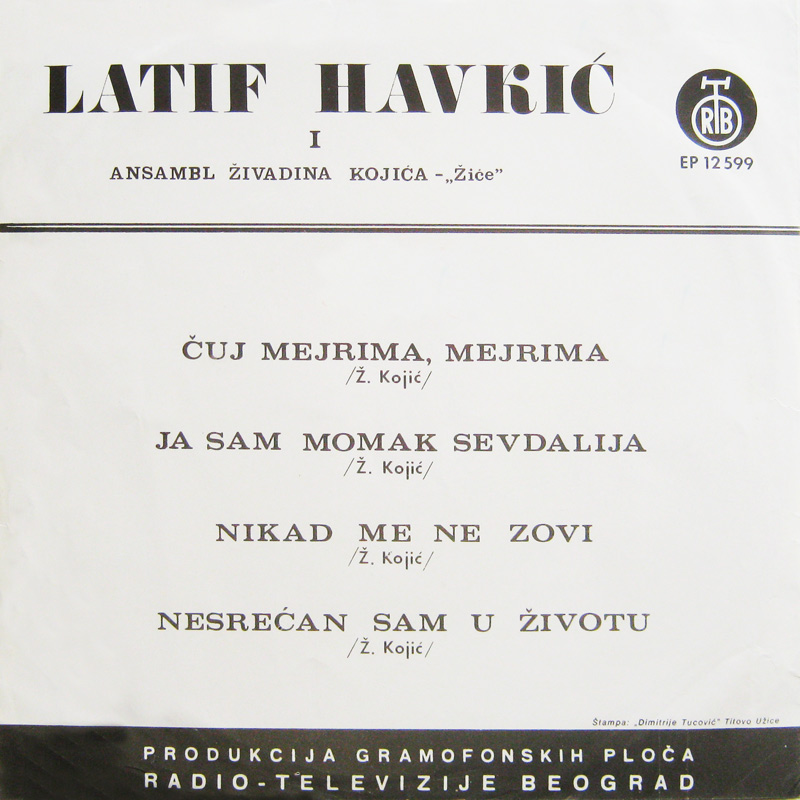 LATIF HAVKIĆ
I
ANSAMBL ŽIVADINA KOJIĆA - „Žiće”
RTB
EP 12 599
ČUJ MEJRIMA, MEJRIMA
/Ž. Kojić/
JA SAM MOMAK SEVDALIJA
/Ž. Kojić/
NIKAD ME NE ZOVI
/Ž. Kojić/
NESREĆAN SAM U ŽIVOTU
/Ž. Kojić/
Štampa: „Dimitrije Tucović” Titovo Užice
PRODUKCIJA GRAMOFONSKIH PLOČA
RADIO-TELEVIZIJE BEOGRAD